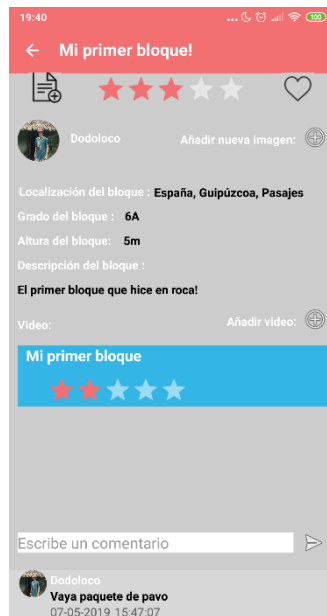 19:40
... 100
Mi primer bloque!
Dodoloco
Añadir nueva imagen:
Localización del bloque : España, Guipúzcoa, Pasajes
Grado del bloque : 6A
Altura del bloque: 5m
Descripción del bloque :
El primer bloque que hice en roca!
Video:
Añadir video:
Mi primer bloque
Escribe un comentario
Dodoloco
Vaya paquete de pavo
07-05-2019 15:47:07